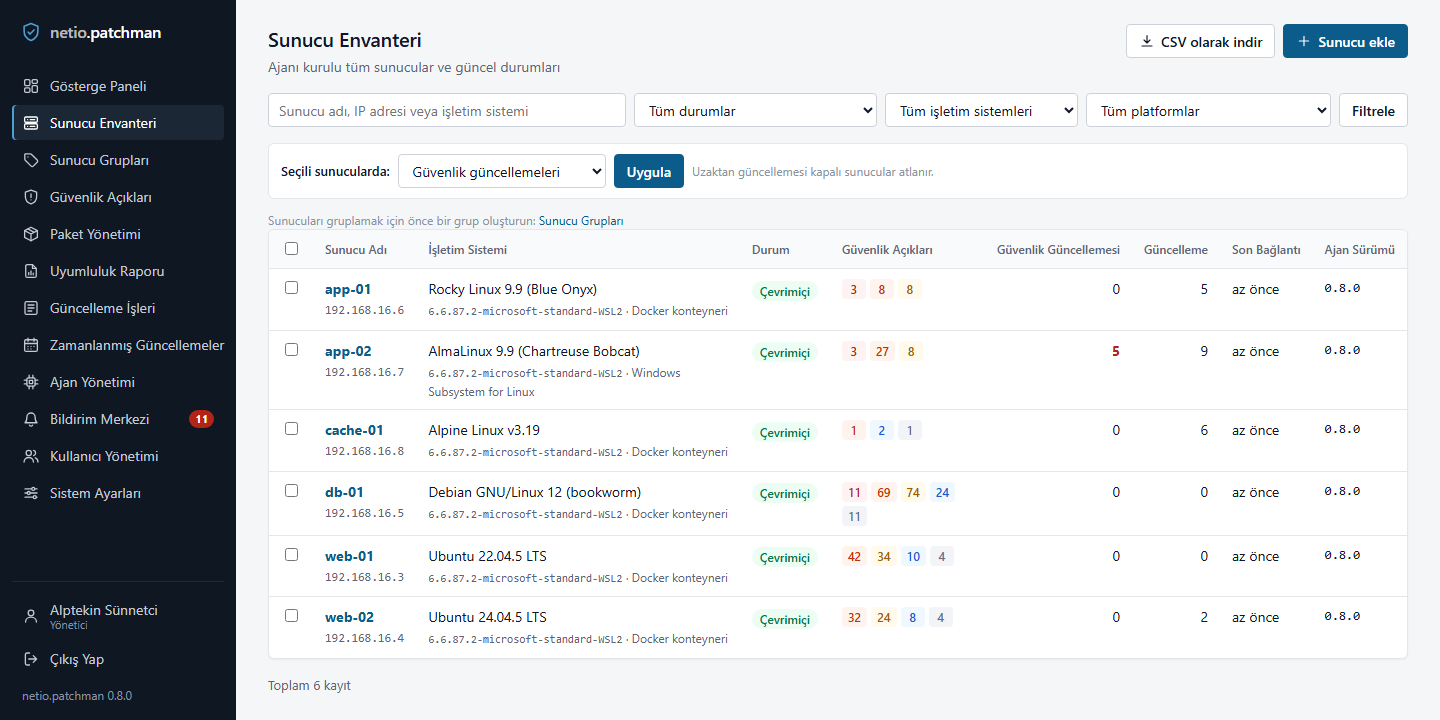 netio.patchman
Gösterge Paneli
Sunucu Envanteri
Sunucu Grupları
Güvenlik Açıkları
Paket Yönetimi
Uyumluluk Raporu
Güncelleme İşleri
Zamanlanmış Güncellemeler
Ajan Yönetimi
Bildirim Merkezi 11
Kullanıcı Yönetimi
Sistem Ayarları
Alptekin Sünnetci
Yönetici
Çıkış Yap
netio.patchman 0.8.0
Sunucu Envanteri
Ajanı kurulu tüm sunucular ve güncel durumları
CSV olarak indir
Sunucu ekle
Sunucu adı, IP adresi veya işletim sistemi
Tüm durumlar
Tüm işletim sistemleri
Tüm platformlar
Filtrele
Seçili sunucularda: Güvenlik güncellemeleri Uygula Uzaktan güncellemesi kapalı sunucular atlanır.
Sunucuları gruplamak için önce bir grup oluşturun: Sunucu Grupları
Sunucu Adı İşletim Sistemi Durum Güvenlik Açıkları Güvenlik Güncellemesi Güncelleme Son Bağlantı Ajan Sürümü
app-01 Rocky Linux 9.9 (Blue Onyx) Çevrimiçi 3 8 8 0 5 az önce 0.8.0
192.168.16.6 6.6.87.2-microsoft-standard-WSL2 · Docker konteyneri
app-02 AlmaLinux 9.9 (Chartreuse Bobcat) Çevrimiçi 3 27 8 5 9 az önce 0.8.0
192.168.16.7 6.6.87.2-microsoft-standard-WSL2 · Windows
Subsystem for Linux
cache-01 Alpine Linux v3.19 Çevrimiçi 1 2 1 0 6 az önce 0.8.0
192.168.16.8 6.6.87.2-microsoft-standard-WSL2 · Docker konteyneri
db-01 Debian GNU/Linux 12 (bookworm) Çevrimiçi 11 69 74 24 0 0 az önce 0.8.0
192.168.16.5 6.6.87.2-microsoft-standard-WSL2 · Docker konteyneri 11
web-01 Ubuntu 22.04.5 LTS Çevrimiçi 42 34 10 4 0 0 az önce 0.8.0
192.168.16.3 6.6.87.2-microsoft-standard-WSL2 · Docker konteyneri
web-02 Ubuntu 24.04.5 LTS Çevrimiçi 32 24 8 4 0 2 az önce 0.8.0
192.168.16.4 6.6.87.2-microsoft-standard-WSL2 · Docker konteyneri
Toplam 6 kayıt